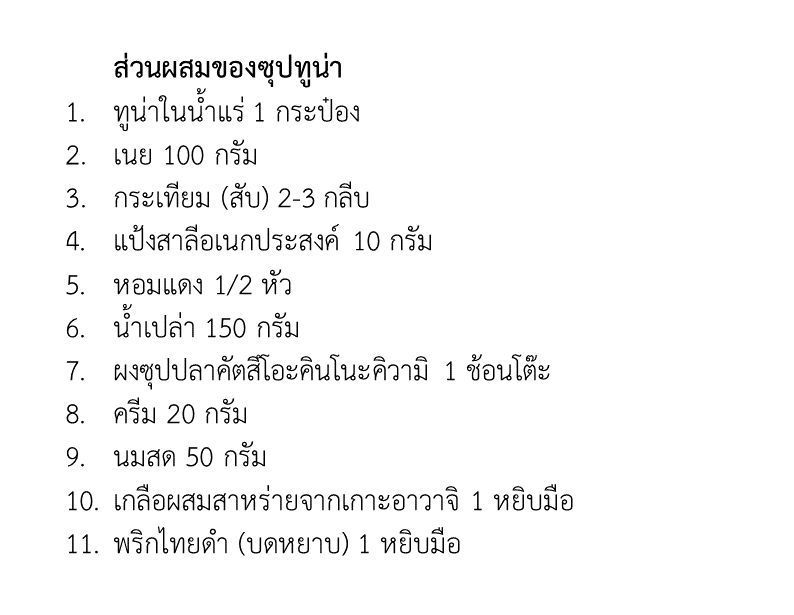 ส่วนผสมของซุปทูน่า
1. ทูน่าในน้ำแร่ 1 กระป๋อง
2. เนย 100 กรัม
3. กระเทียม (สับ) 2-3 กลีบ
4. แป้งสาลีอเนกประสงค์ 10 กรัม
5. หอมแดง 1/2 หัว
6. น้ำเปล่า 150 กรัม
7. ผงซุปปลาคัตสึโอะคินโนะคิวามิ 1 ช้อนโต๊ะ
8. ครีม 20 กรัม
9. นมสด 50 กรัม
10. เกลือผสมสาหร่ายจากเกาะอาวาจิ 1 หยิบมือ
11. พริกไทยดำ (บดหยาบ) 1 หยิบมือ